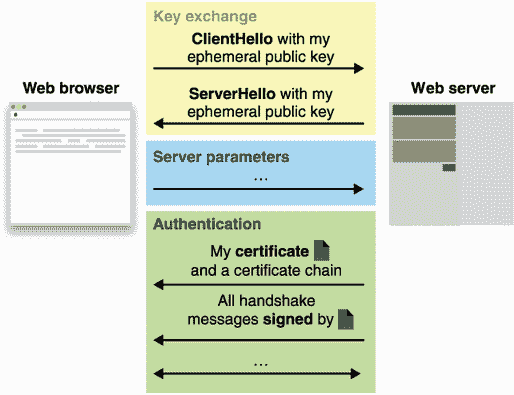 Key exchange
ClientHello with my
ephemeral public key
Web browser
ServerHello with my
ephemeral public key
Web server
Server parameters
...
Authentication
My certificate
and a certificate chain
All handshake
messages signed by
...